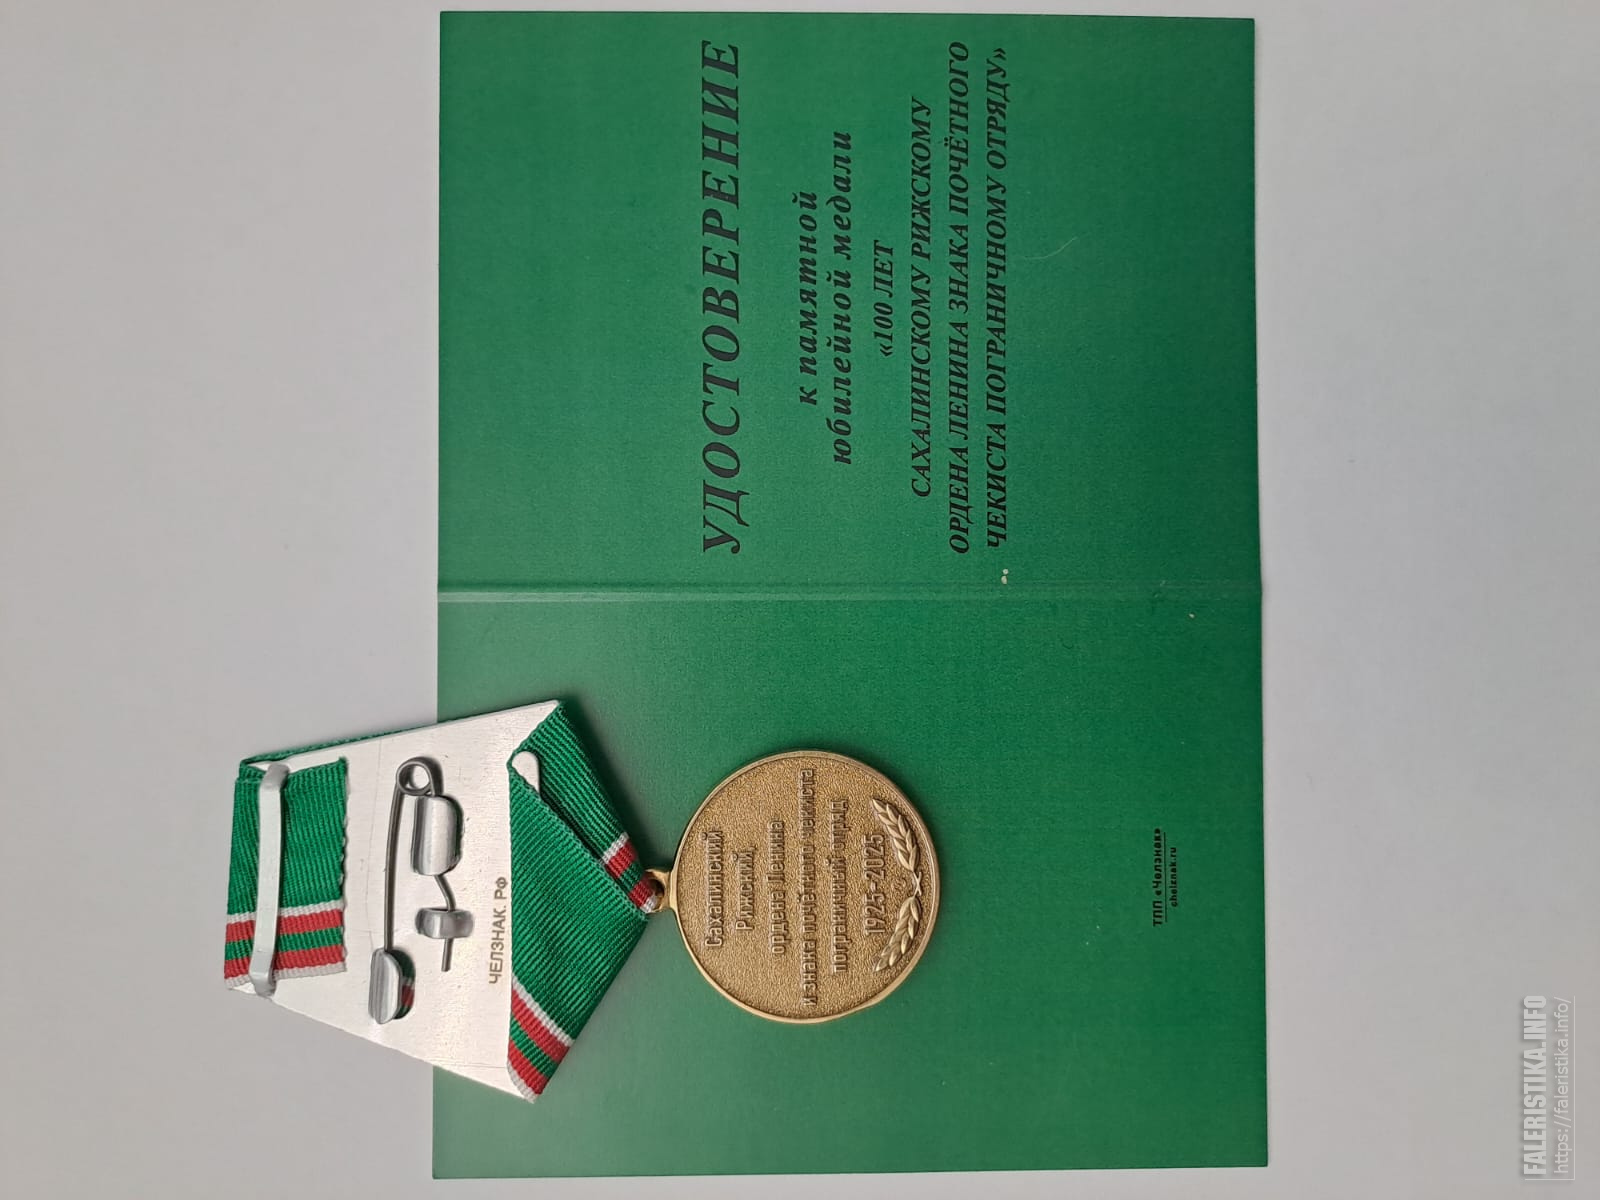 УДОСТОВЕРЕНИЕ
к памятной
юбилейной медали
«100 ЛЕТ
САХАЛИНСКОМУ РИЖСКОМУ
ОРДЕНА ЛЕНИНА ЗНАКА ПОЧЁТНОГО
ЧЕКИСТА ПОГРАНИЧНОМУ ОТРЯДУ»
ЧЕЛЗНАК.РФ
Сахалинский
Рижский
ордена Ленина
и знака почётного чекиста
пограничный отряд
1925-2025
ТПП «Челзнак»
chelznak.ru
FALERISTIKA.INFO
https://faleristika.info/